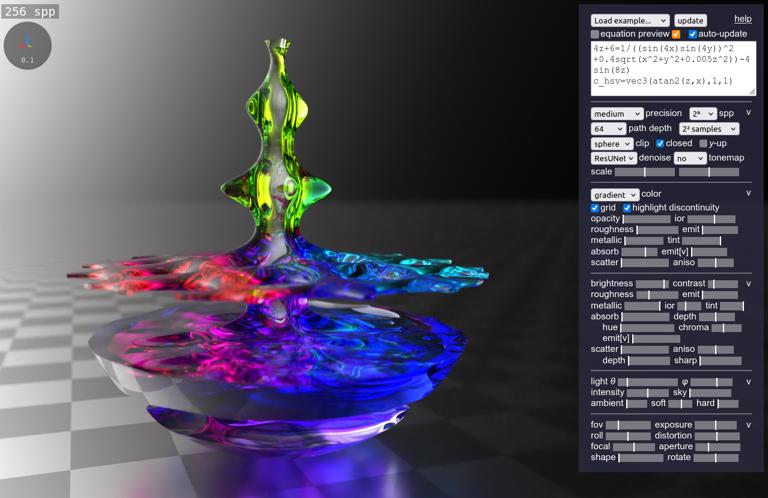 256 spp
0.1
Load example... update help
equation preview auto-update
4z+6=1/((sin(4x)sin(4y))^2
+0.4sqrt(x^2+y^2+0.005z^2))-4
sin(8z)
c_hsv=vec3(atan2(z,x),1,1)
medium precision 2⁸ spp v
64 path depth 2² samples
sphere clip closed y-up
ResUNet denoise no tonemap
scale
gradient color v
grid highlight discontinuity
opacity ior
roughness emit
metallic tint
absorb emit[v]
scatter aniso
brightness contrast v
roughness emit
metallic ior tint
absorb depth
hue chroma
emit[v]
scatter aniso
depth sharp
light θ φ v
intensity sky
ambient soft hard
fov exposure v
roll distortion
focal aperture
shape rotate